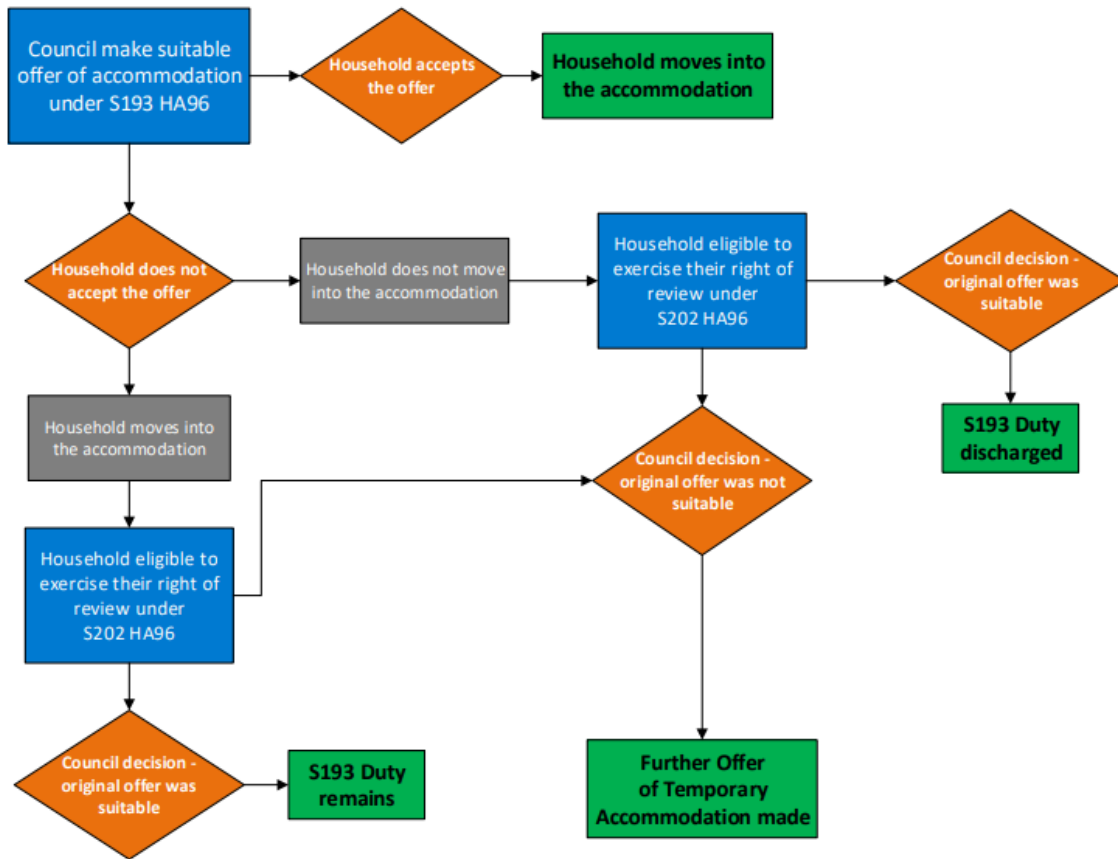 Council make suitable
offer of accommodation
under S193 HA96
Household accepts
the offer
Household moves into
the accommodation
Household does not
accept the offer
Household does not move
into the accommodation
Household eligible to
exercise their right of
review under
S202 HA96
Council decision -
original offer was
suitable
Household moves into
the accommodation
Council decision -
original offer was not
suitable
S193 Duty
discharged
Household eligible to
exercise their right of
review under
S202 HA96
Council decision -
original offer was
suitable
S193 Duty
remains
Further Offer
of Temporary
Accommodation made